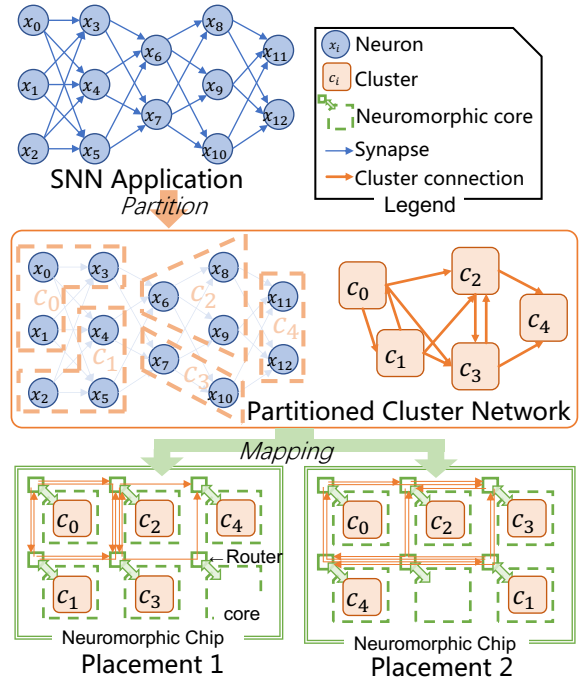 x₀ x₃ x₈
x₆ x₁₁
x₁ x₄ x₉
x₇ x₁₂
x₂ x₅ x₁₀
SNN Application
xᵢ Neuron
cᵢ Cluster
Neuromorphic core
Synapse
Cluster connection
Legend
Partition
x₀ x₃ x₈
c₀ x₆ c₂ x₁₁
x₁ x₄ x₉ c₄
c₁ x₇ c₃ x₁₂
x₂ x₅ x₁₀
c₂
c₀
c₄
c₁ c₃
Partitioned Cluster Network
Mapping
c₀ c₂ c₄
←Router
c₁ c₃
core
Neuromorphic Chip
Placement 1
c₀ c₂ c₃
c₄ c₁
Neuromorphic Chip
Placement 2